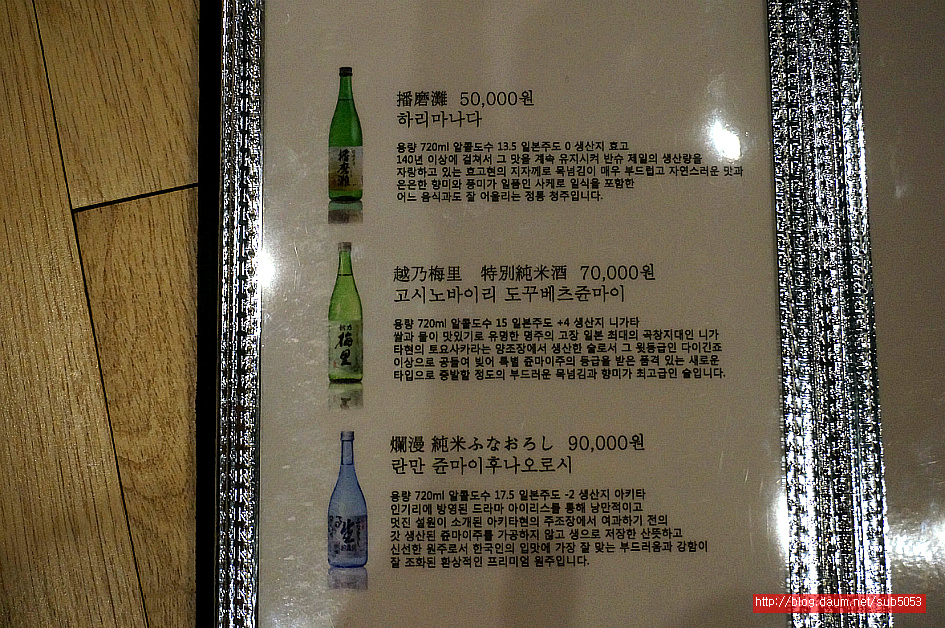 播磨灘 50,000원
하리마나다
용량 720ml 알콜도수 13.5 일본주도 0 생산지 효고
140년 이상에 걸쳐서 그 맛을 계속 유지시켜 반슈 제일의 생산량을
자랑하고 있는 효고현의 지자께로 목넘김이 매우 부드럽고 자연스러운 맛과
은은한 향미와 풍미가 일품인 사케로 일식을 포함한
어느 음식과도 잘 어울리는 정통 청주입니다.
越乃梅里 特別純米酒 70,000원
고시노바이리 도꾸베츠쥰마이
용량 720ml 알콜도수 15 일본주도 +4 생산지 니가타
쌀과 물이 맛있기로 유명한 명주의 고장 일본 최대의 곡창지대인 니가
타현의 토요사카라는 양조장에서 생산한 술로서 그 윗등급인 다이긴죠
이상으로 공들여 빚어 특별 쥰마이주의 등급을 받은 품격 있는 새로운
타입으로 증발할 정도의 부드러운 목넘김과 향미가 최고급인 술입니다.
爛漫 純米ふなおろし 90,000원
란만 쥰마이후나오로시
용량 720ml 알콜도수 17.5 일본주도 -2 생산지 아키타
인기리에 방영된 드라마 아이리스를 통해 낭만적이고
멋진 설원이 소개된 아키타현의 주조장에서 여과하기 전의
갓 생산된 쥰마이주를 가공하지 않고 생으로 저장한 산뜻하고
신선한 원주로서 한국인의 입맛에 가장 잘 맞는 부드러움과 강함이
잘 조화된 환상적인 프리미엄 원주입니다.
播磨灘
梅里
生
http://blog.daum.net/sub5053